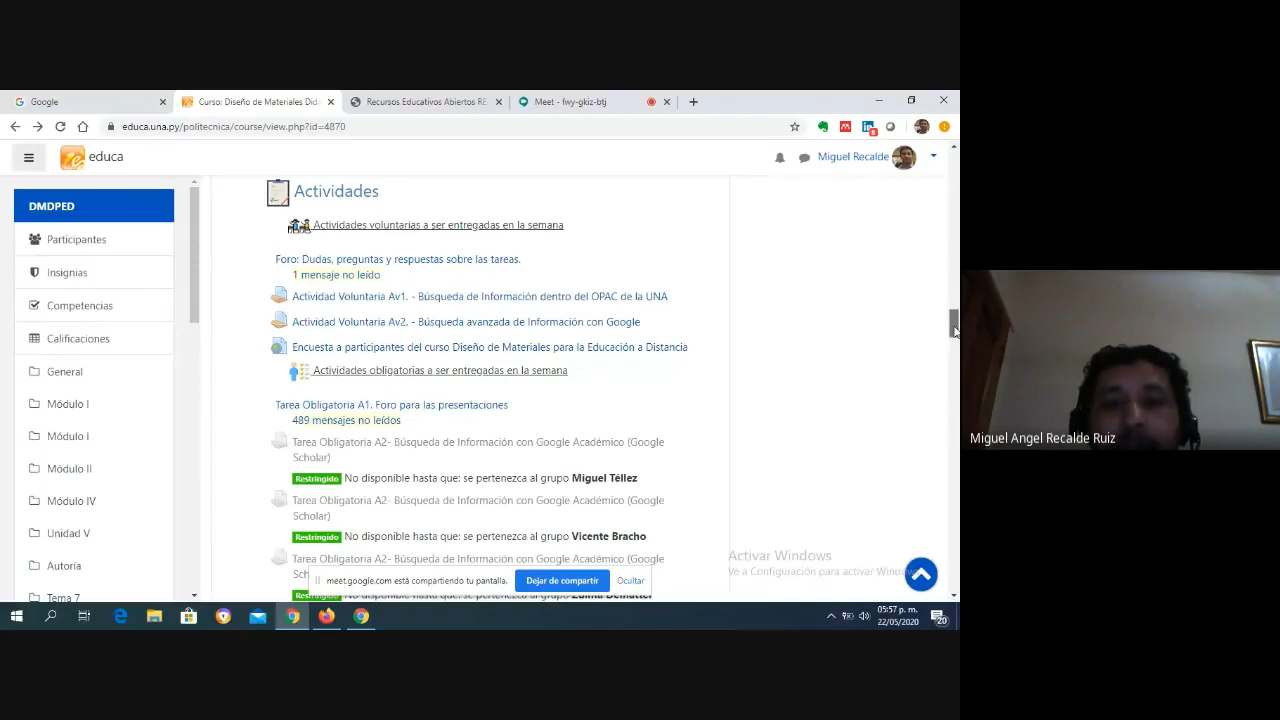 Google
Curso: Diseño de Materiales Did
Recursos Educativos Abiertos RE
Meet - fwy-gkiz-btj
educa.una.py/politecnica/course/view.php?id=4870
8
educa
Miguel Recalde
DMDPED
Participantes
Insignias
Competencias
Calificaciones
General
Módulo I
Módulo I
Módulo II
Módulo IV
Unidad V
Autoría
Tema 7
Actividades
Actividades voluntarias a ser entregadas en la semana
Foro: Dudas, preguntas y respuestas sobre las tareas.
1 mensaje no leído
Actividad Voluntaria Av1. - Búsqueda de Información dentro del OPAC de la UNA
Actividad Voluntaria Av2. - Búsqueda avanzada de Información con Google
Encuesta a participantes del curso Diseño de Materiales para la Educación a Distancia
Actividades obligatorias a ser entregadas en la semana
Tarea Obligatoria A1. Foro para las presentaciones
489 mensajes no leídos
Tarea Obligatoria A2- Búsqueda de Información con Google Académico (Google
Scholar)
Restringido No disponible hasta que: se pertenezca al grupo Miguel Téllez
Tarea Obligatoria A2- Búsqueda de Información con Google Académico (Google
Scholar)
Restringido No disponible hasta que: se pertenezca al grupo Vicente Bracho
Tarea Obligatoria A2- Búsqueda de Información con Google Académico (Google
meet.google.com está compartiendo tu pantalla. Dejar de compartir Ocultar
Activar Windows
Ve a Configuración para activar
05:57 p. m.
22/05/2020
20
Miguel Angel Recalde Ruiz